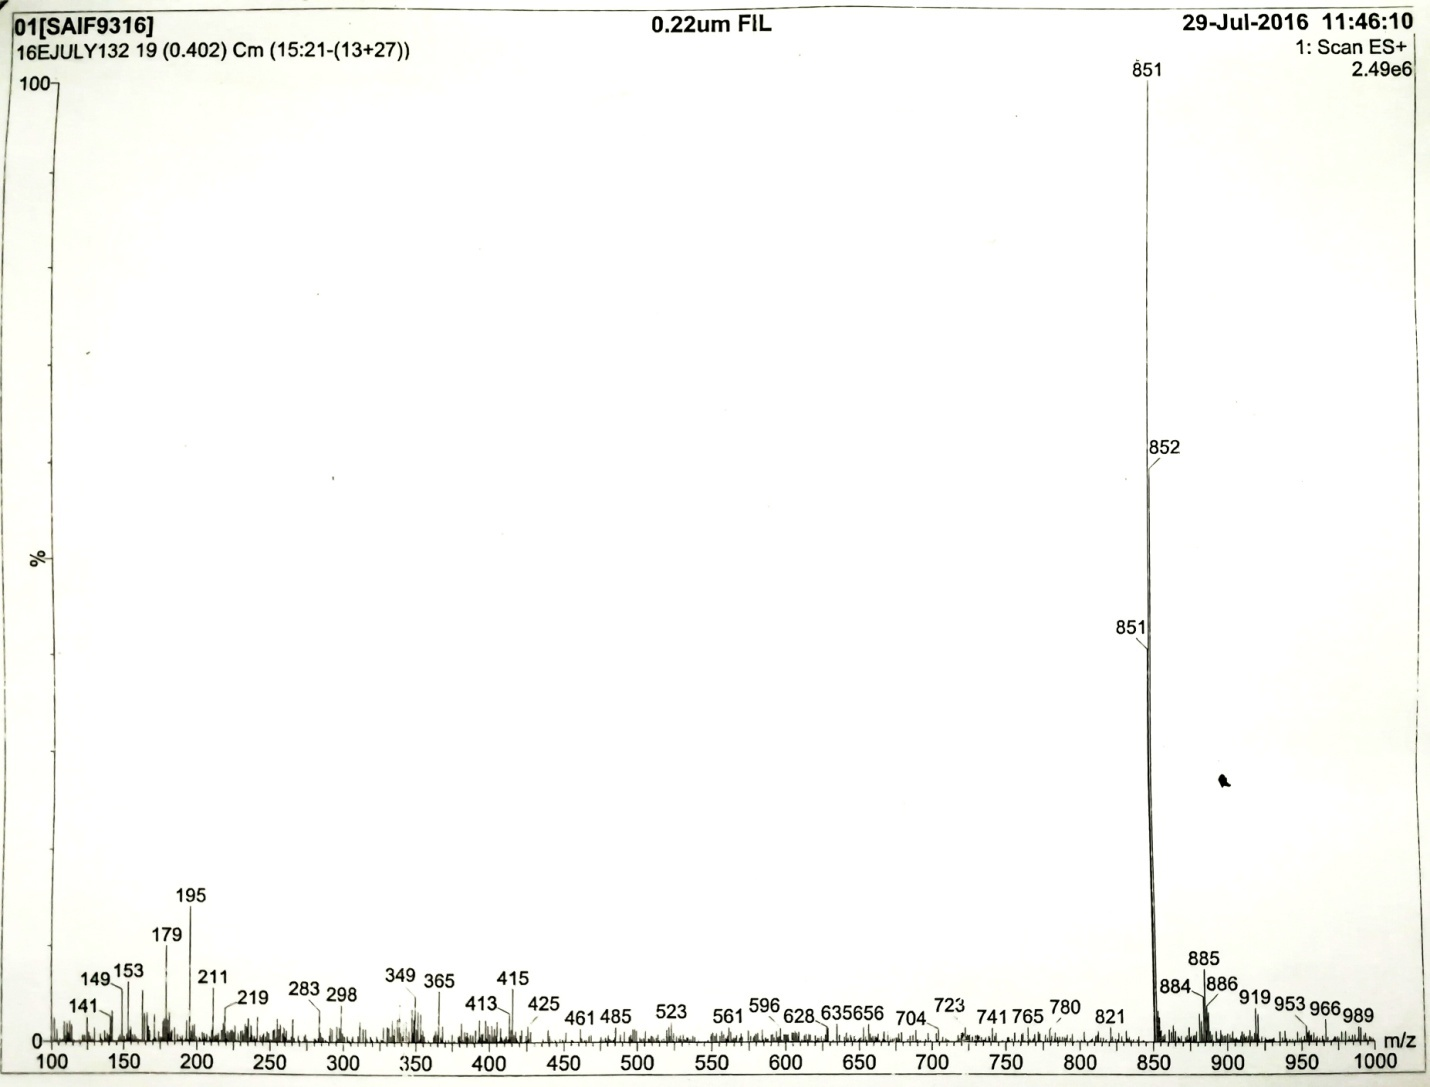 01[SAIF9316] 0.22um FIL 29-Jul-2016 11:46:10
16EJULY132 19 (0.402) Cm (15:21-(13+27)) 1: Scan ES+
2.49e6
851
100
852
%
851
195
179
149 153 211 219 283 298 349 365 415
141 413 425 461 485 523 561 596 628 635 656 704 723 741 765 780 821
885
884 886 919 953 966 989
0
100 150 200 250 300 350 400 450 500 550 600 650 700 750 800 850 900 950 1000 m/z